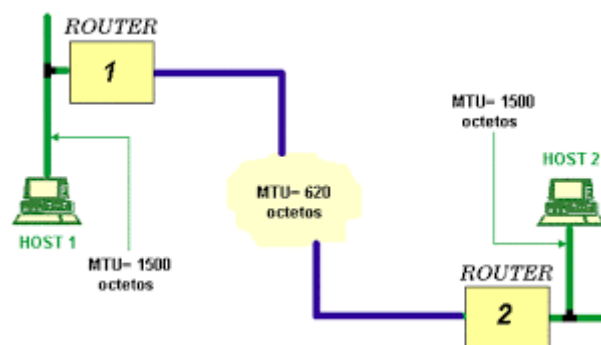 ROUTER
1
MTU= 1500
octetos
HOST 2
MTU= 620
octetos
HOST 1
MTU= 1500
octetos
ROUTER
2